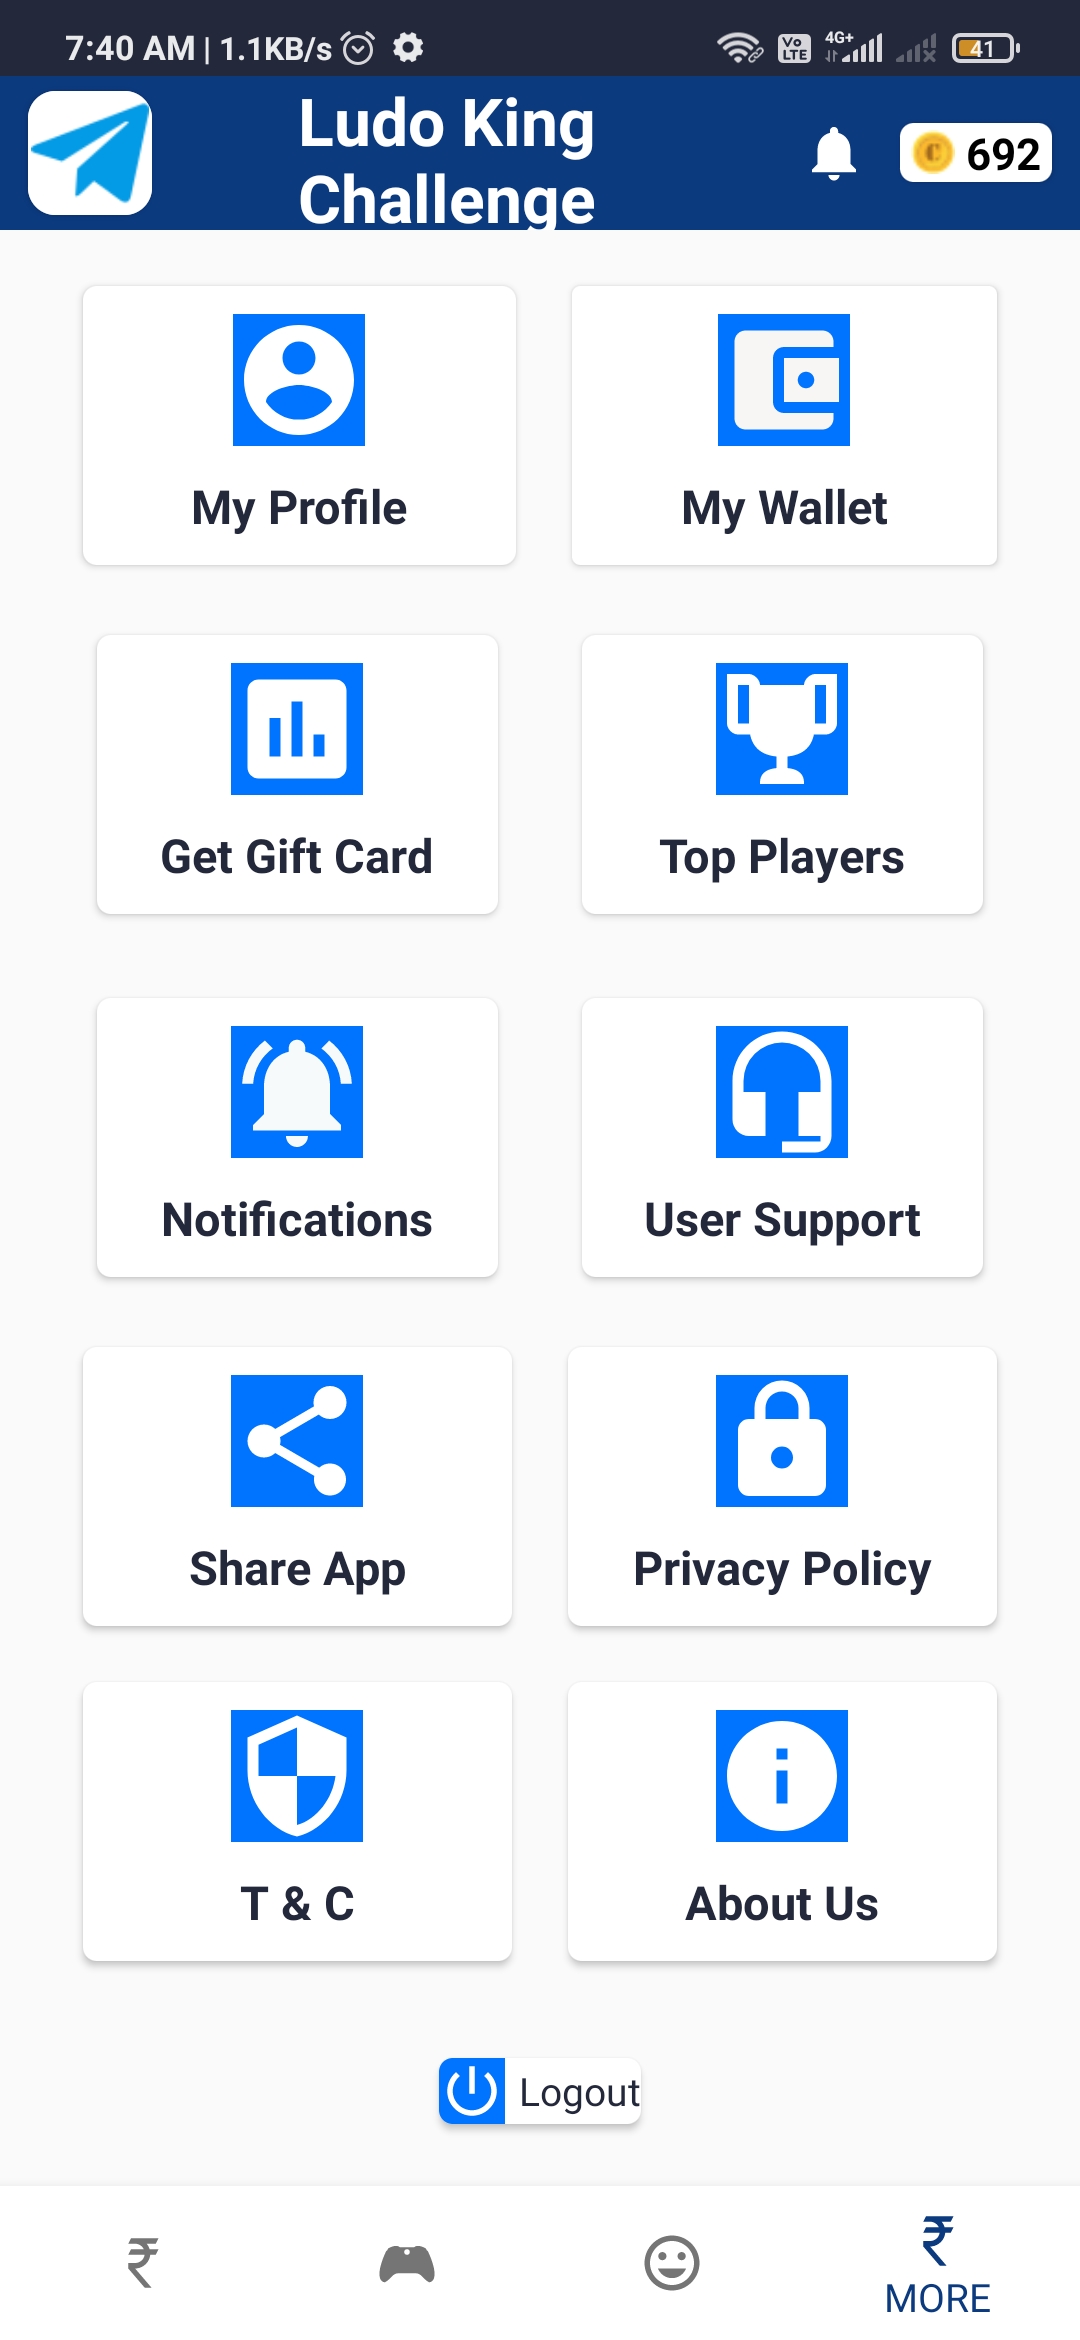 7:40 AM | 1.1KB/s
Vo LTE 4G+ 41
Ludo King
Challenge
692
My Profile
My Wallet
Get Gift Card
Top Players
Notifications
User Support
Share App
Privacy Policy
T & C
About Us
Logout
₹
₹
MORE